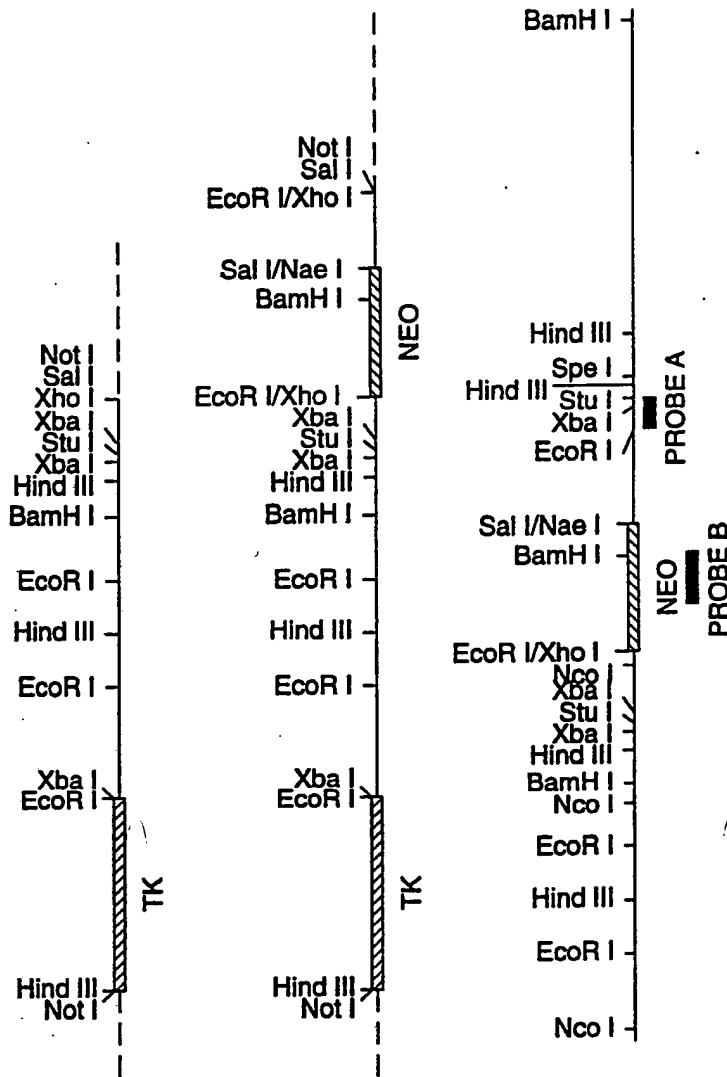 Not I
Sal I
Xho I
Xba I
Stu I
Xba I
Hind III
BamH I
EcoR I
Hind III
EcoR I
Xba I
EcoR I
TK
Hind III
Not I
Not I
Sal I
EcoR I/Xho I
Sal I/Nae I
BamH I
NEO
EcoR I/Xho I
Xba I
Stu I
Xba I
Hind III
BamH I
EcoR I
Hind III
EcoR I
Xba I
EcoR I
TK
Hind III
Not I
BamH I
Hind III
Spe I
Hind III
Stu I
Xba I
EcoR I
PROBE A
Sal I/Nae I
BamH I
NEO
PROBE B
EcoR I/Xho I
Nco I
Xba I
Stu I
Xba I
Hind III
BamH I
Nco I
EcoR I
Hind III
EcoR I
Nco I